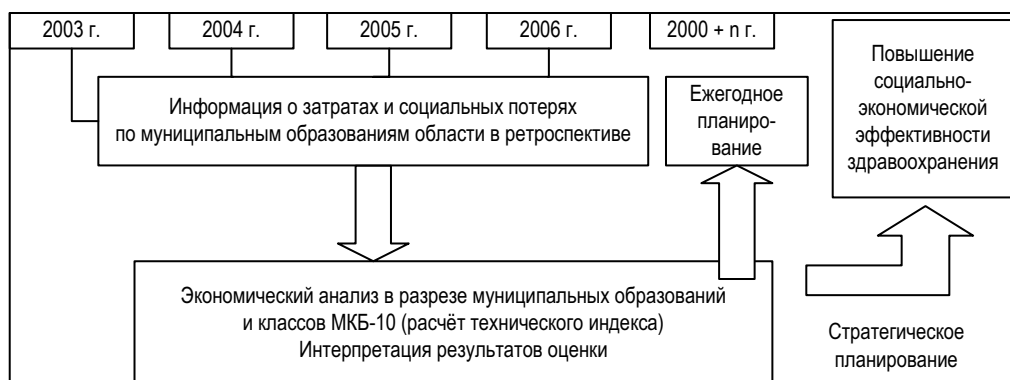 2003 г.
2004 г.
2005 г.
2006 г.
2000 + n г.
Повышение
социально-
экономической
эффективности
здравоохранения
Информация о затратах и социальных потерях
по муниципальным образованиям области в ретроспективе
Ежегодное
планиро-
вание
Экономический анализ в разрезе муниципальных образований
и классов МКБ-10 (расчёт технического индекса)
Интерпретация результатов оценки
Стратегическое
планирование